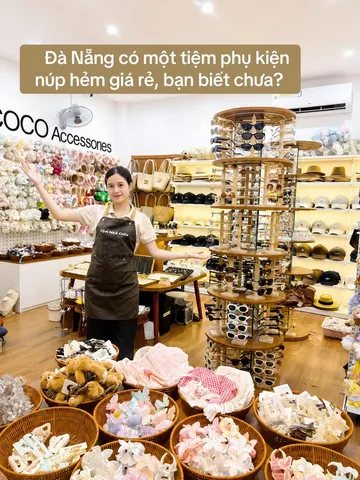 Đà Nẵng có một tiệm phụ kiện
núp hẻm giá rẻ, bạn biết chưa?
COCO Accessories